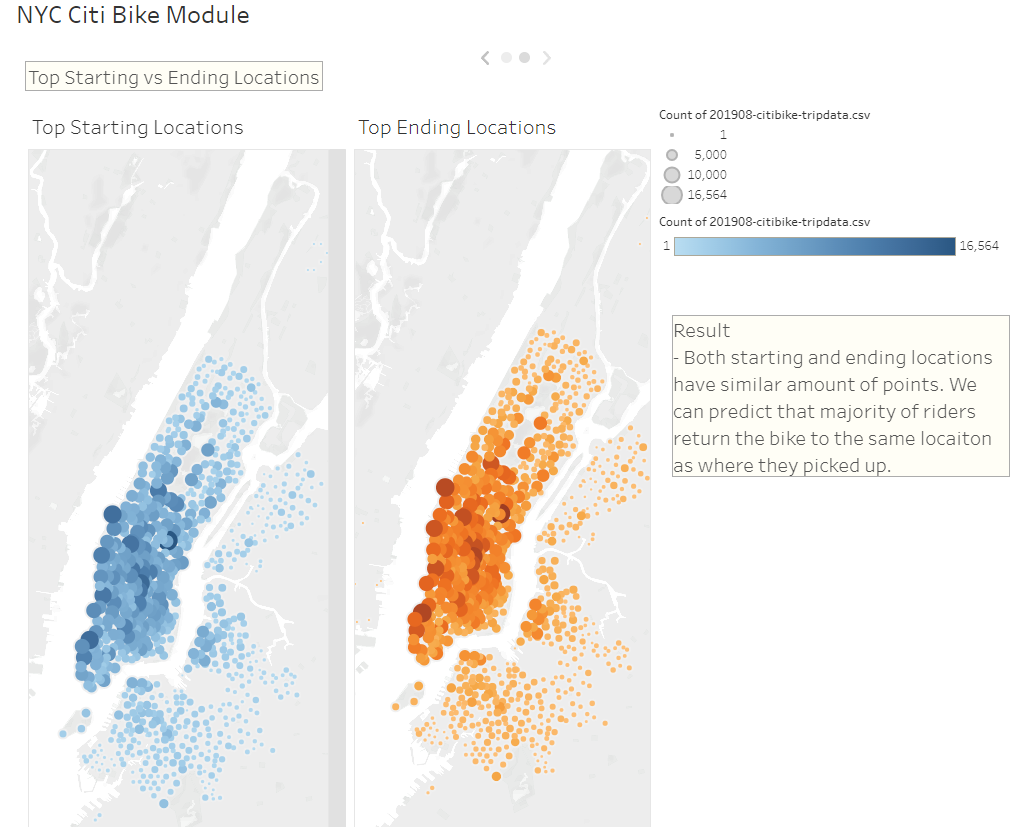 NYC Citi Bike Module
Top Starting vs Ending Locations
Top Starting Locations
Top Ending Locations
Count of 201908-citibike-tripdata.csv
1
5,000
10,000
16,564
Count of 201908-citibike-tripdata.csv
1
16,564
Result
- Both starting and ending locations
have similar amount of points. We
can predict that majority of riders
return the bike to the same locaiton
as where they picked up.